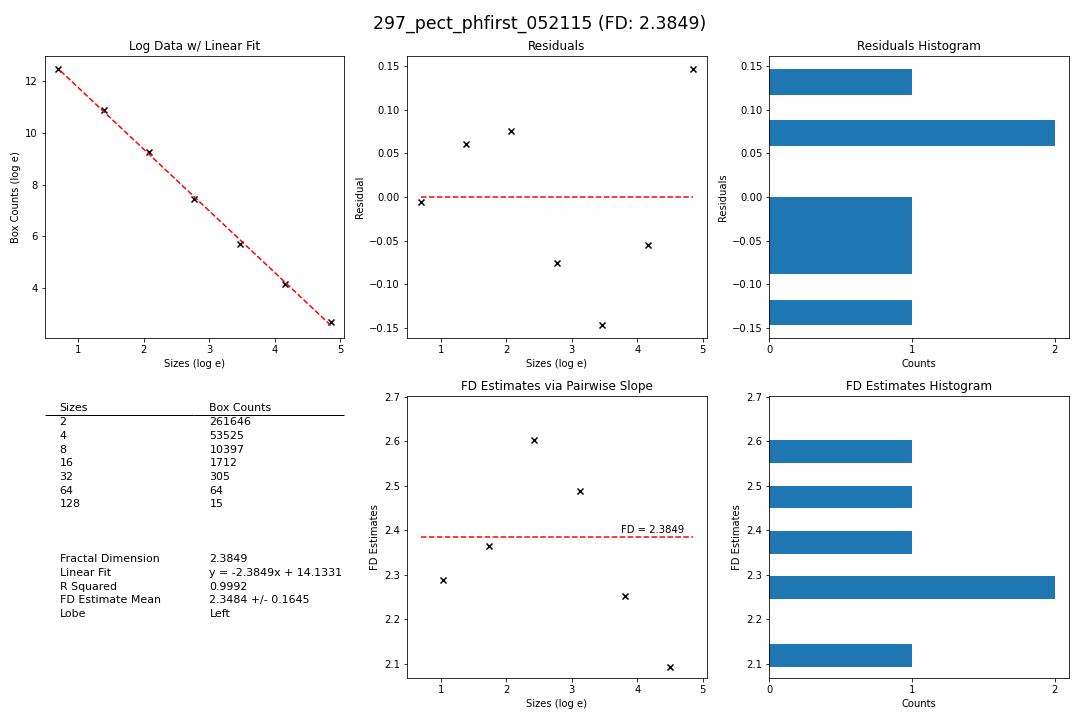 297_pect_phfirst_052115 (FD: 2.3849)
Log Data w/ Linear Fit
12
10
8
6
4
Box Counts (log e)
1 2 3 4 5
Sizes (log e)
Residuals
0.15
0.10
0.05
0.00
−0.05
−0.10
−0.15
Residual
1 2 3 4 5
Sizes (log e)
Residuals Histogram
0.15
0.10
0.05
0.00
−0.05
−0.10
−0.15
Residuals
0 1 2
Counts
Sizes Box Counts
2 261646
4 53525
8 10397
16 1712
32 305
64 64
128 15
Fractal Dimension 2.3849
Linear Fit y = -2.3849x + 14.1331
R Squared 0.9992
FD Estimate Mean 2.3484 +/- 0.1645
Lobe Left
FD Estimates via Pairwise Slope
2.7
2.6
2.5
2.4
2.3
2.2
2.1
FD Estimates
FD = 2.3849
1 2 3 4 5
Sizes (log e)
FD Estimates Histogram
2.7
2.6
2.5
2.4
2.3
2.2
2.1
FD Estimates
0 1 2
Counts